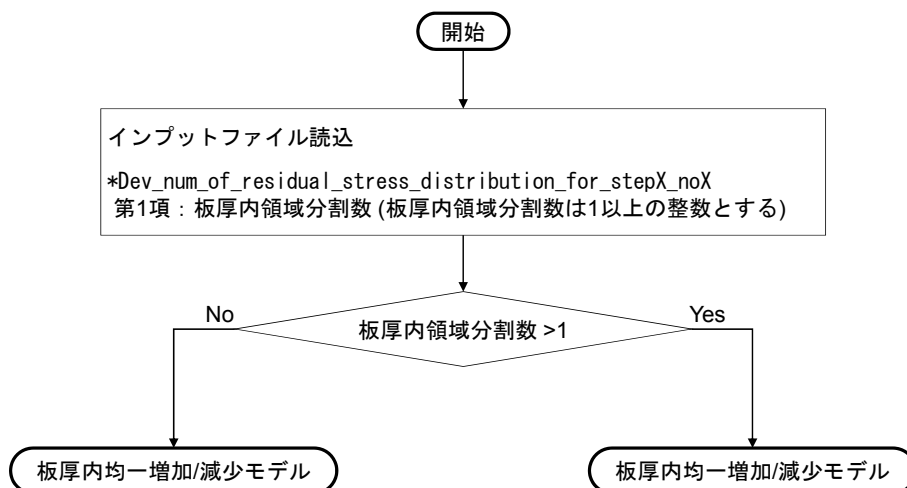 開始
インプットファイル読込
*Dev_num_of_residual_stress_distribution_for_stepX_noX
第1項：板厚内領域分割数 (板厚内領域分割数は1以上の整数とする)
No
板厚内領域分割数 >1
Yes
板厚内均一増加/減少モデル
板厚内均一増加/減少モデル